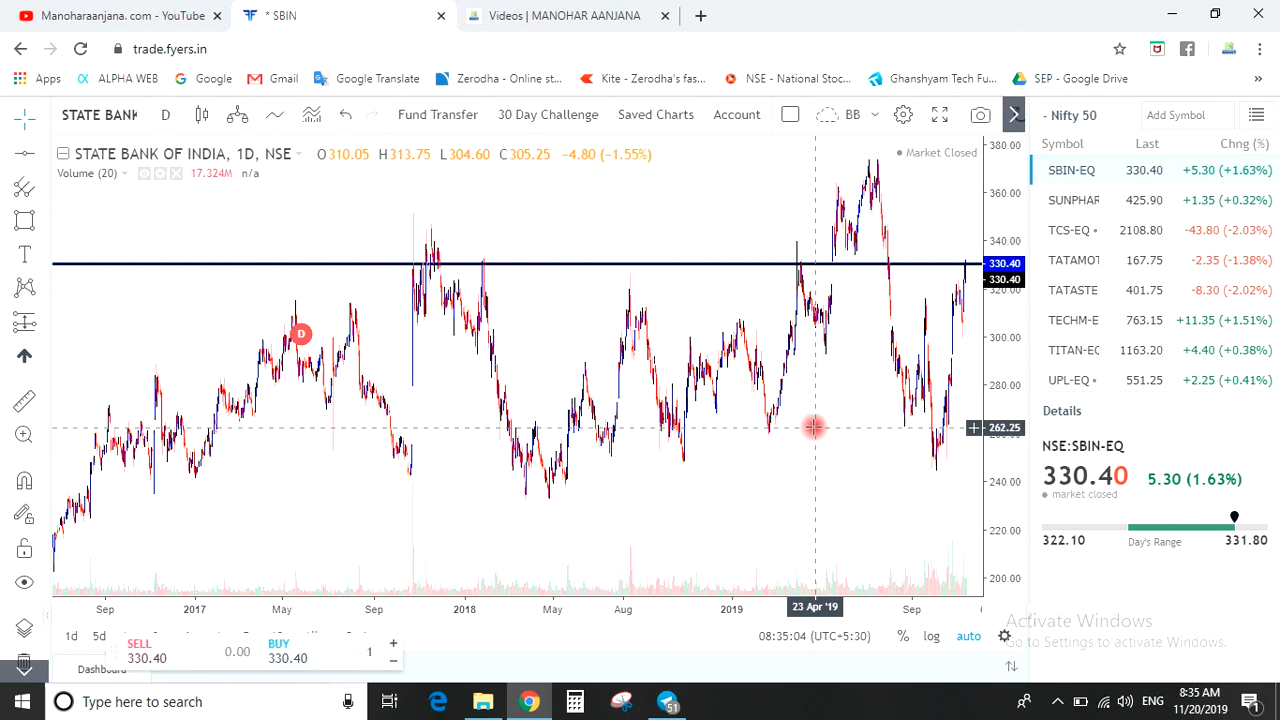 Manoharaanjana. com - YouTube
* SBIN
Videos | MANOHAR AANJANA
trade.fyers.in
Apps
ALPHA WEB
Google
Gmail
Google Translate
Zerodha - Online st...
Kite - Zerodha's fas...
NSE - National Stoc...
Ghanshyam Tech Fu...
SEP - Google Drive
»
STATE BANK
D
Fund Transfer
30 Day Challenge
Saved Charts
Account
BB
- Nifty 50
Add Symbol
STATE BANK OF INDIA, 1D, NSE
O 310.05 H 313.75 L 304.60 C 305.25 -4.80 (-1.55%)
Market Closed
Volume (20)
17.324M n/a
Symbol Last Chng (%)
SBIN-EQ 330.40 +5.30 (+1.63%)
SUNPHAR 425.90 +1.35 (+0.32%)
TCS-EQ 2108.80 -43.80 (-2.03%)
TATAMOT 167.75 -2.35 (-1.38%)
TATASTE 401.75 -8.30 (-2.02%)
TECHM-E 763.15 +11.35 (+1.51%)
TITAN-EQ 1163.20 +4.40 (+0.38%)
UPL-EQ 551.25 +2.25 (+0.41%)
Details
NSE:SBIN-EQ
330.40 5.30 (1.63%)
market closed
322.10 Day's Range 331.80
380.00
360.00
340.00
330.40
330.40
320.00
300.00
280.00
262.25
260.00
240.00
220.00
200.00
D
Sep 2017 May Sep 2018 May Aug 2019 23 Apr '19 Sep
1d 5d
08:35:04 (UTC+5:30) % log auto
SELL
330.40
0.00
BUY
330.40
1
+
−
Dashboard
Activate Windows
Go to Settings to activate Windows.
Type here to search
51
ENG
8:35 AM
11/20/2019
1